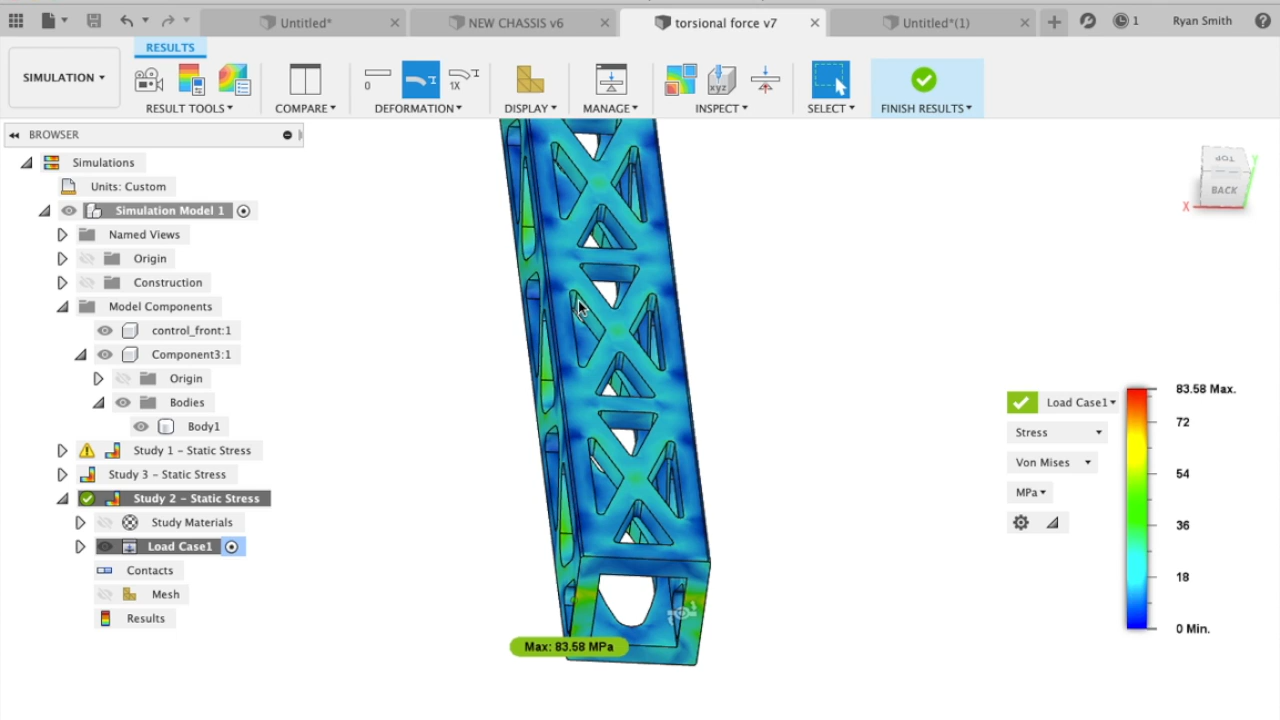 Untitled*
NEW CHASSIS v6
torsional force v7
Untitled*(1)
1
Ryan Smith
RESULTS
SIMULATION
0
1X
xyz
RESULT TOOLS
COMPARE
DEFORMATION
DISPLAY
MANAGE
INSPECT
SELECT
FINISH RESULTS
BROWSER
Simulations
Units: Custom
Simulation Model 1
Named Views
Origin
Construction
Model Components
control_front:1
Component3:1
Origin
Bodies
Body1
Study 1 - Static Stress
Study 3 - Static Stress
Study 2 - Static Stress
Study Materials
Load Case1
Contacts
Mesh
Results
TOP
BACK
X
Y
Max: 83.58 MPa
Load Case1
Stress
Von Mises
MPa
83.58 Max.
72
54
36
18
0 Min.